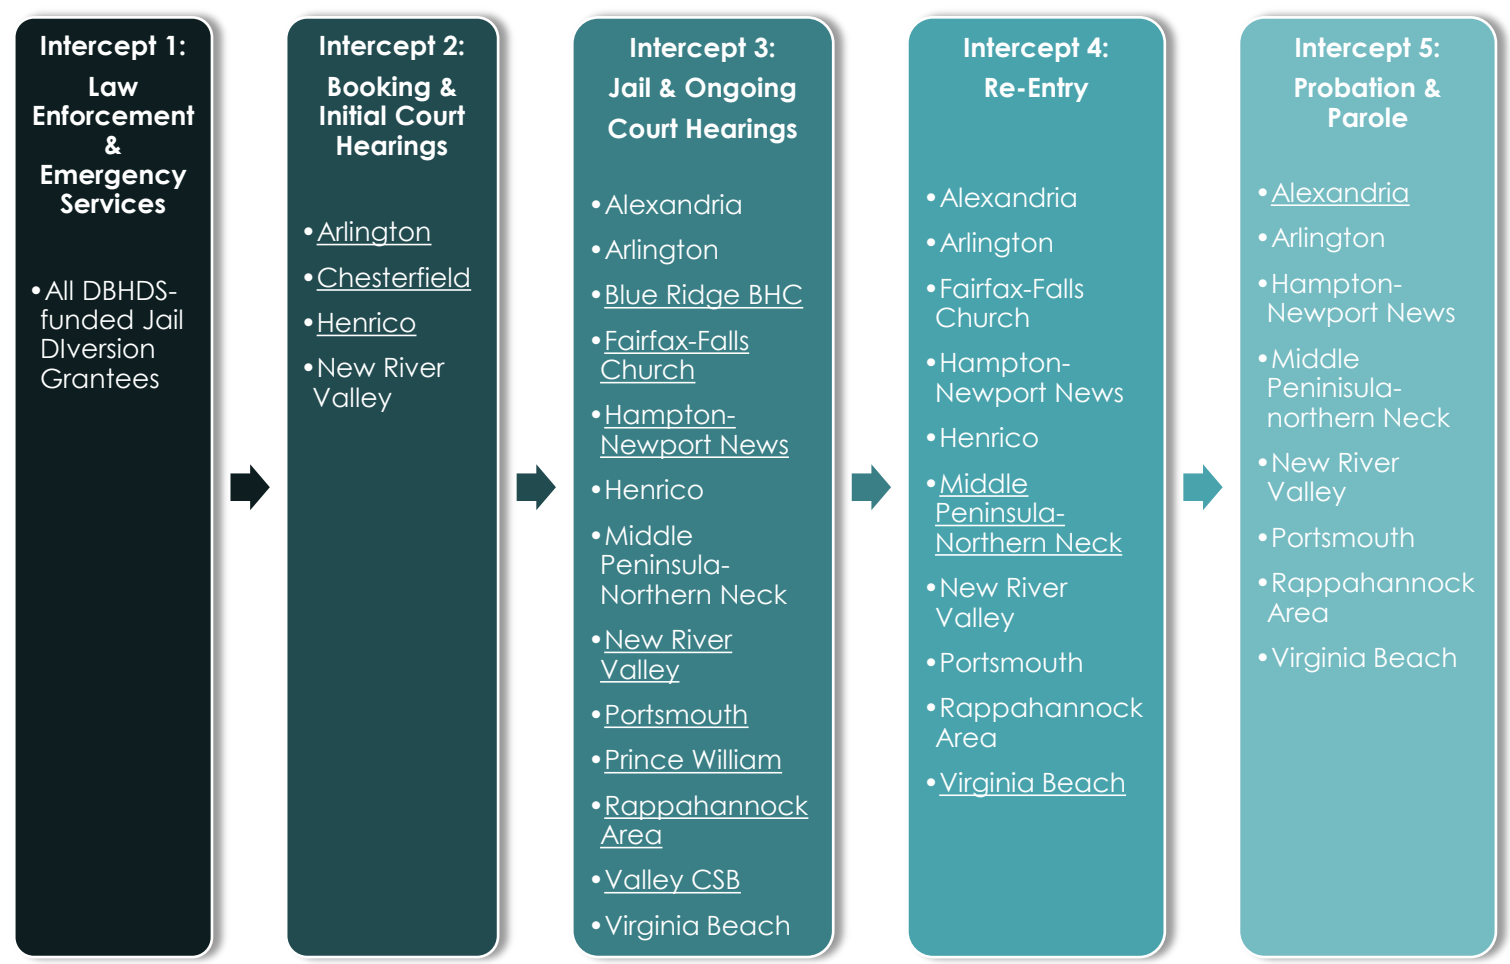 Intercept 1:
Law
Enforcement
&
Emergency
Services
•All DBHDS-
funded Jail
DIversion
Grantees
Intercept 2:
Booking &
Initial Court
Hearings
•Arlington
•Chesterfield
•Henrico
•New River
Valley
Intercept 3:
Jail & Ongoing
Court Hearings
•Alexandria
•Arlington
•Blue Ridge BHC
•Fairfax-Falls
Church
•Hampton-
Newport News
•Henrico
•Middle
Peninsula-
Northern Neck
•New River
Valley
•Portsmouth
•Prince William
•Rappahannock
Area
•Valley CSB
•Virginia Beach
Intercept 4:
Re-Entry
•Alexandria
•Arlington
•Fairfax-Falls
Church
•Hampton-
Newport News
•Henrico
•Middle
Peninsula-
Northern Neck
•New River
Valley
•Portsmouth
•Rappahannock
Area
•Virginia Beach
Intercept 5:
Probation &
Parole
•Alexandria
•Arlington
•Hampton-
Newport News
•Middle
Peninisula-
northern Neck
•New River
Valley
•Portsmouth
•Rappahannock
Area
•Virginia Beach